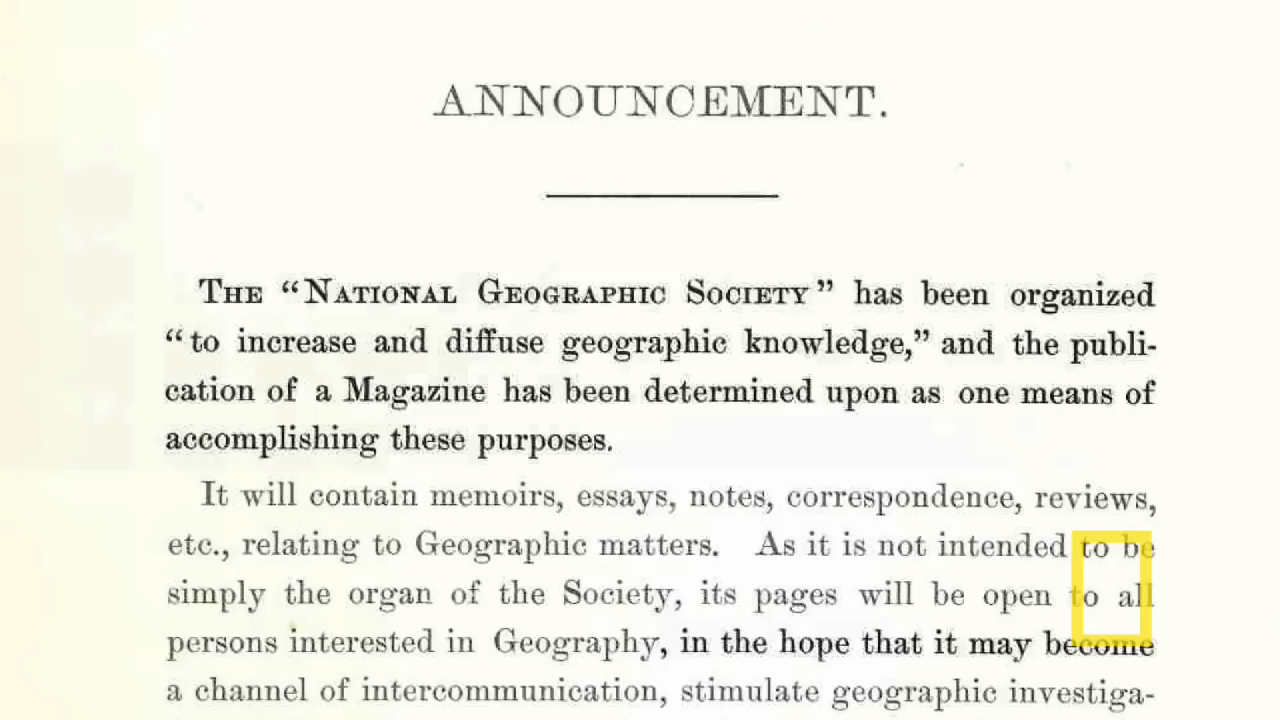 ANNOUNCEMENT.
THE “NATIONAL GEOGRAPHIC SOCIETY” has been organized
“to increase and diffuse geographic knowledge,” and the publi-
cation of a Magazine has been determined upon as one means of
accomplishing these purposes.
It will contain memoirs, essays, notes, correspondence, reviews,
etc., relating to Geographic matters. As it is not intended to be
simply the organ of the Society, its pages will be open to all
persons interested in Geography, in the hope that it may become
a channel of intercommunication, stimulate geographic investiga-